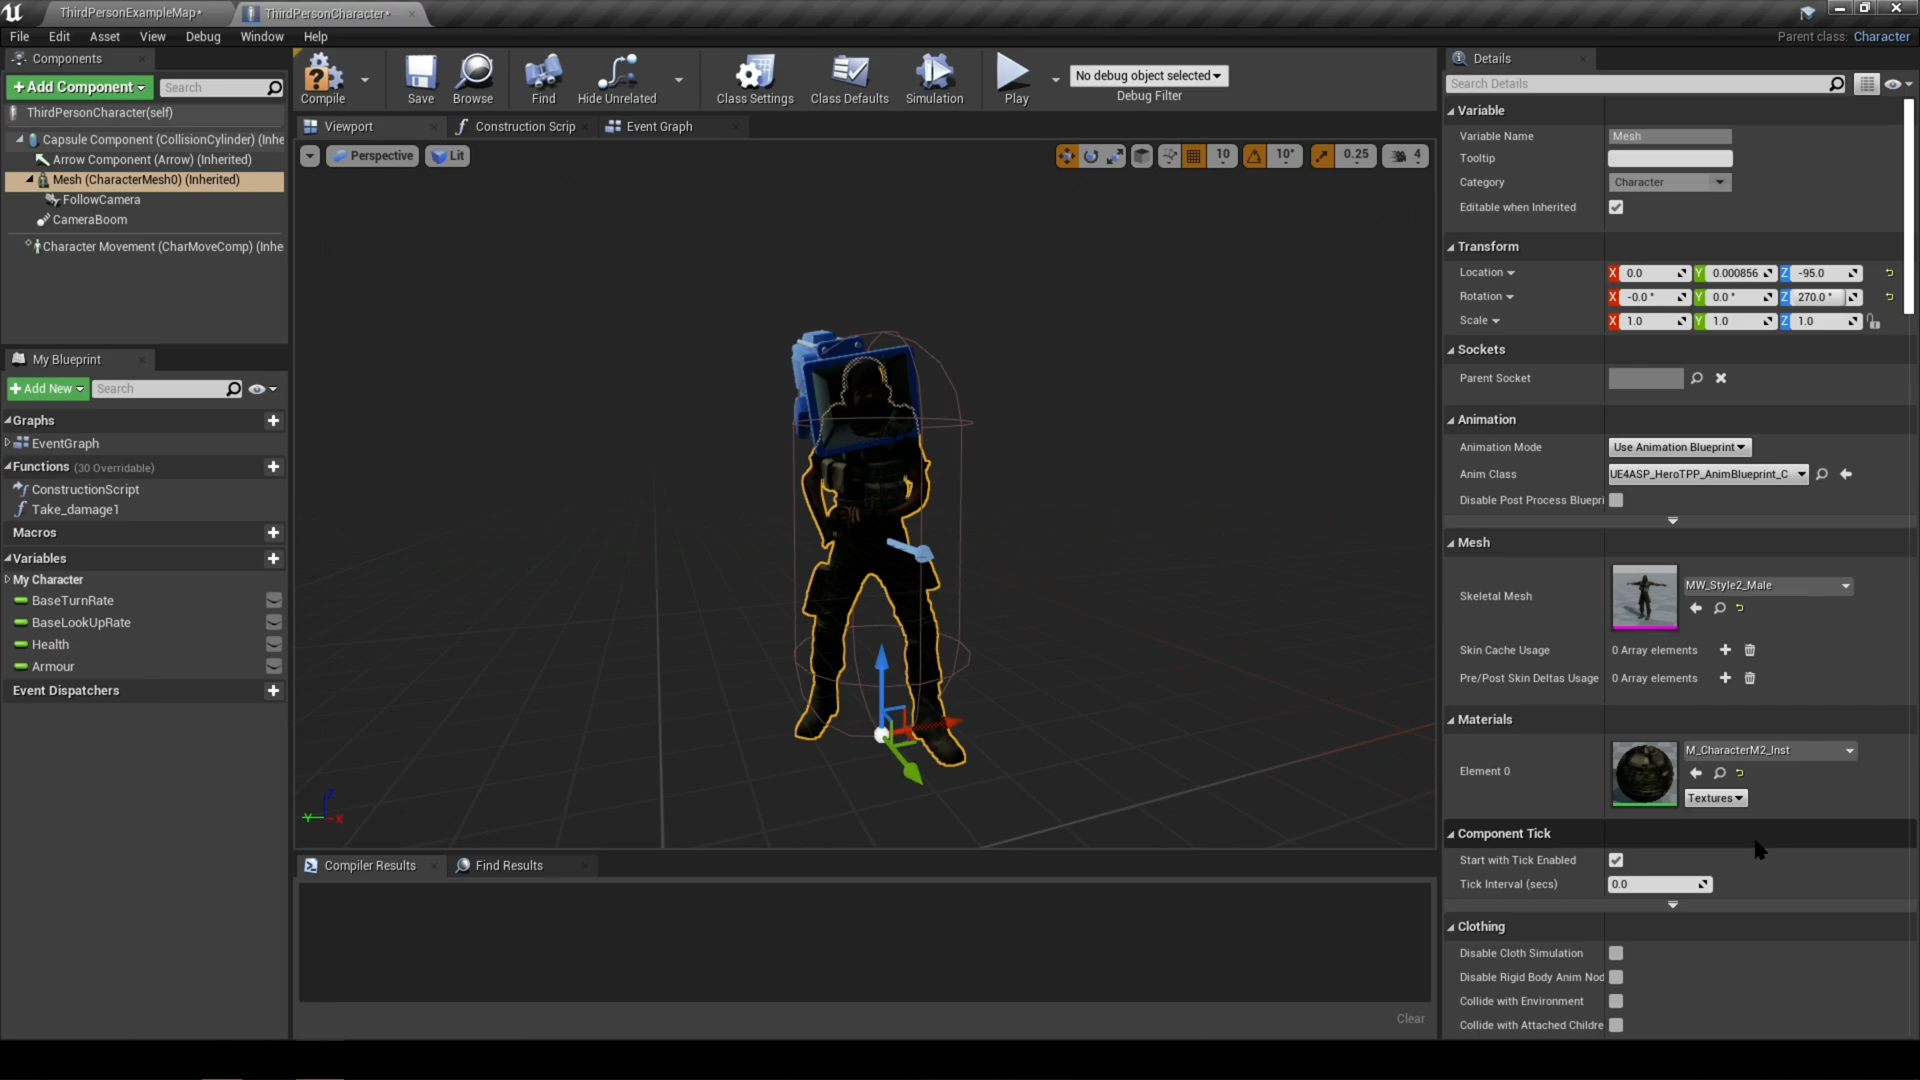 ThirdPersonExampleMap*
ThirdPersonCharacter*
File Edit Asset View Debug Window Help
Parent class: Character
Components
+Add Component
Search
ThirdPersonCharacter(self)
Capsule Component (CollisionCylinder) (Inhe
Arrow Component (Arrow) (Inherited)
Mesh (CharacterMesh0) (Inherited)
FollowCamera
CameraBoom
Character Movement (CharMoveComp) (Inhe
My Blueprint
+Add New
Search
Graphs
EventGraph
Functions (30 Overridable)
ConstructionScript
Take_damage1
Macros
Variables
My Character
BaseTurnRate
BaseLookUpRate
Health
Armour
Event Dispatchers
Compile
Save
Browse
Find
Hide Unrelated
Class Settings
Class Defaults
Simulation
Play
No debug object selected
Debug Filter
Viewport
Construction Scrip
Event Graph
Perspective
Lit
10
10°
0.25
4
Z
Y
X
Compiler Results
Find Results
Clear
Details
Search Details
Variable
Variable Name Mesh
Tooltip
Category Character
Editable when Inherited
Transform
Location X 0.0 Y 0.000856 Z -95.0
Rotation X -0.0 ° Y 0.0 ° Z 270.0 °
Scale X 1.0 Y 1.0 Z 1.0
Sockets
Parent Socket
Animation
Animation Mode Use Animation Blueprint
Anim Class UE4ASP_HeroTPP_AnimBlueprint_C
Disable Post Process Bluepri
Mesh
Skeletal Mesh MW_Style2_Male
Skin Cache Usage 0 Array elements
Pre/Post Skin Deltas Usage 0 Array elements
Materials
Element 0 M_CharacterM2_Inst
Textures
Component Tick
Start with Tick Enabled
Tick Interval (secs) 0.0
Clothing
Disable Cloth Simulation
Disable Rigid Body Anim Nod
Collide with Environment
Collide with Attached Childre